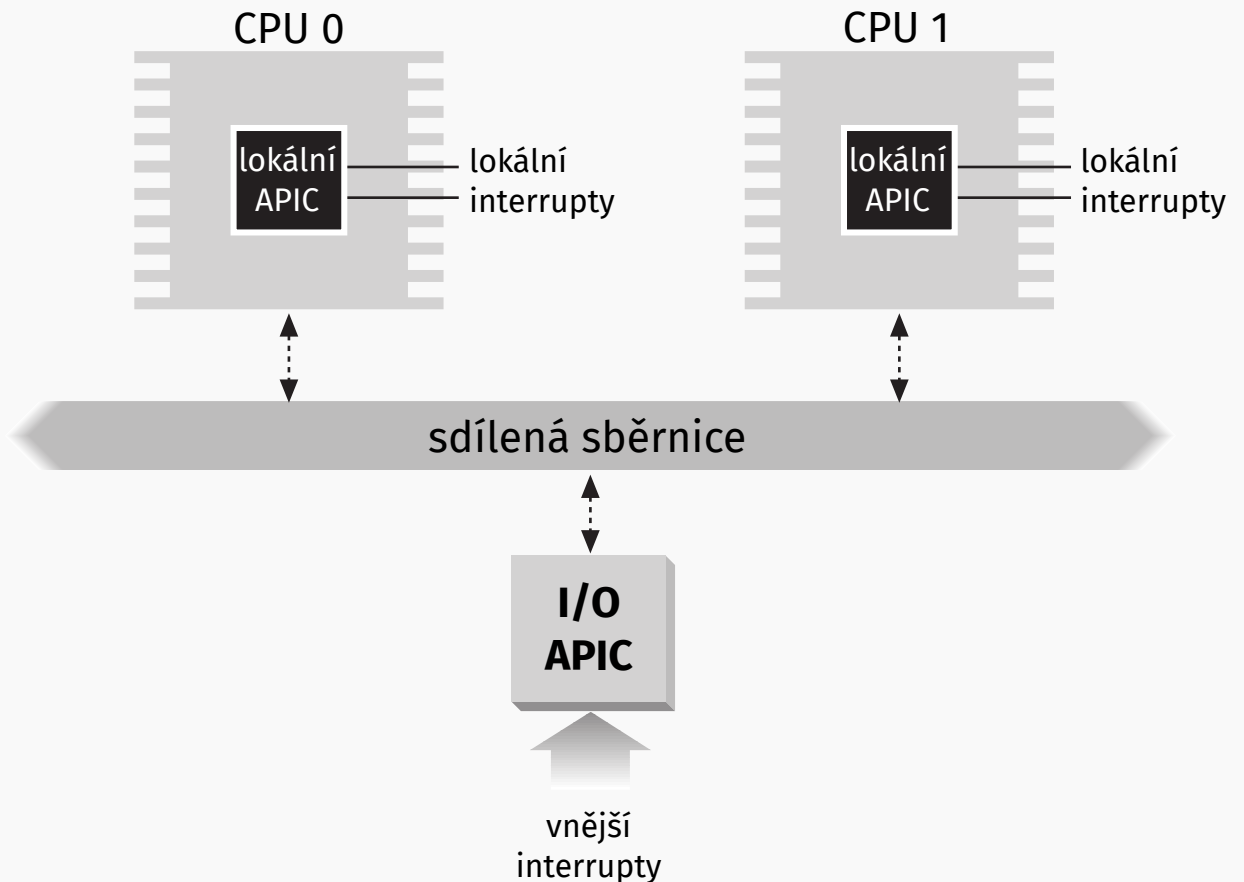 CPU 0
CPU 1
lokální
APIC
lokální
interrupty
lokální
APIC
lokální
interrupty
sdílená sběrnice
I/O
APIC
vnější
interrupty